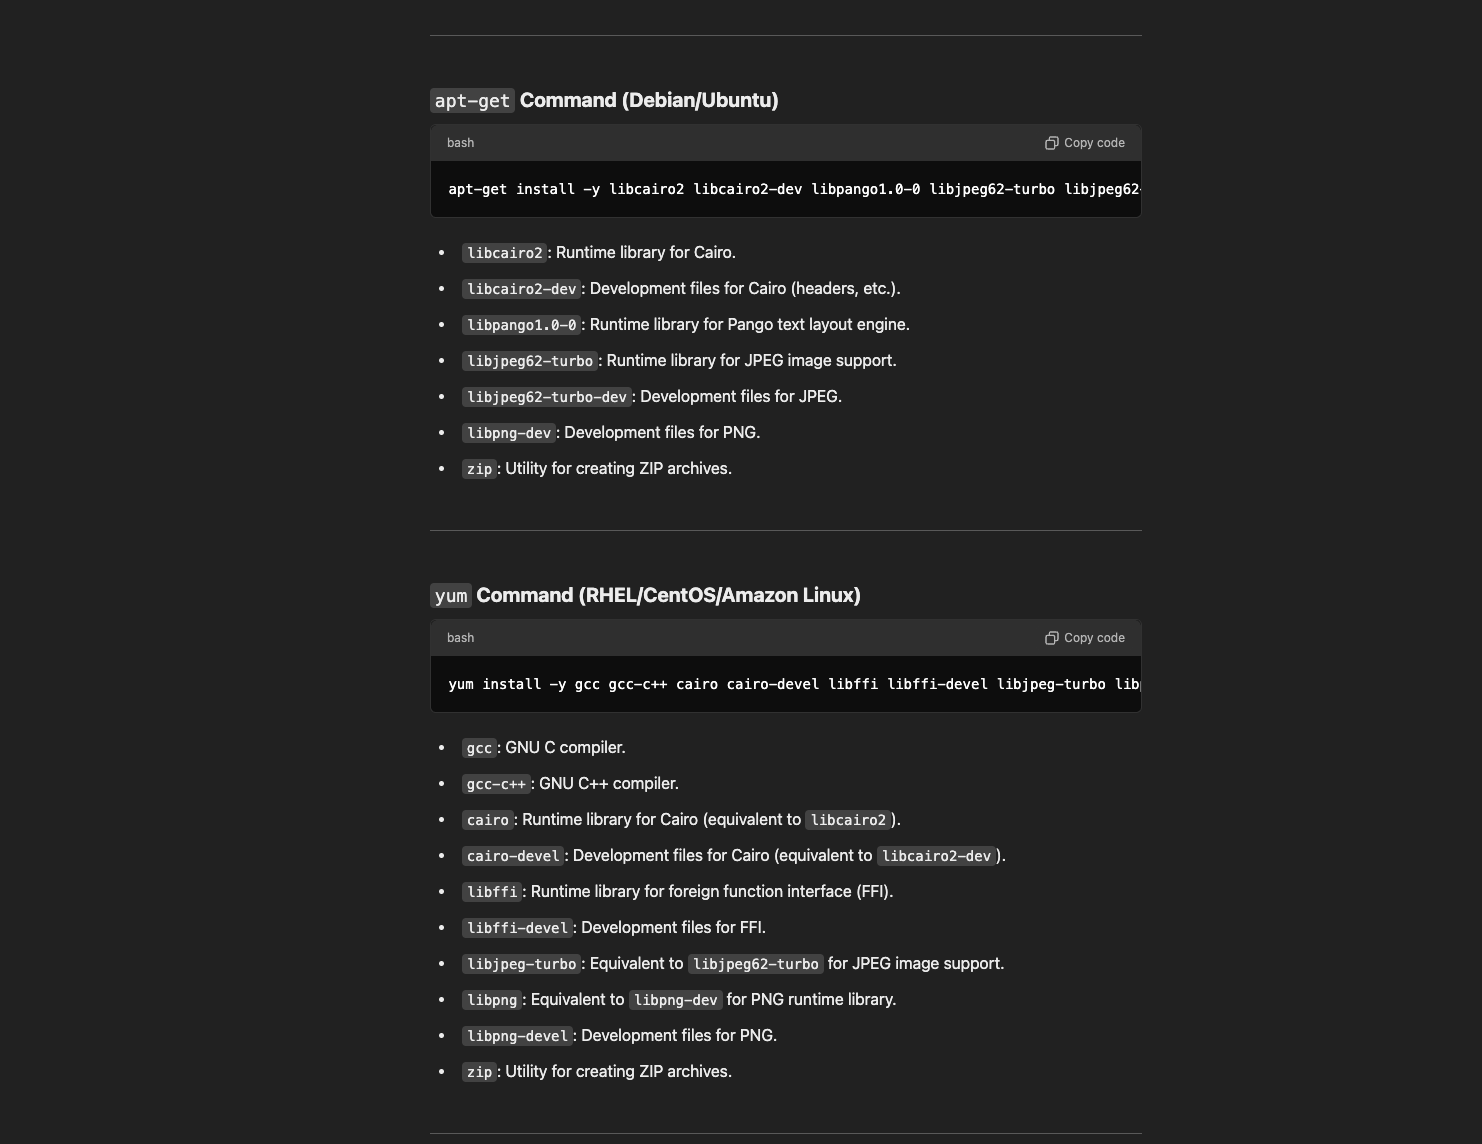 apt-get Command (Debian/Ubuntu)
bash
Copy code
apt-get install -y libcairo2 libcairo2-dev libpango1.0-0 libjpeg62-turbo libjpeg62-
libcairo2: Runtime library for Cairo.
libcairo2-dev: Development files for Cairo (headers, etc.).
libpango1.0-0: Runtime library for Pango text layout engine.
libjpeg62-turbo: Runtime library for JPEG image support.
libjpeg62-turbo-dev: Development files for JPEG.
libpng-dev: Development files for PNG.
zip: Utility for creating ZIP archives.
yum Command (RHEL/CentOS/Amazon Linux)
bash
Copy code
yum install -y gcc gcc-c++ cairo cairo-devel libffi libffi-devel libjpeg-turbo lib
gcc: GNU C compiler.
gcc-c++: GNU C++ compiler.
cairo: Runtime library for Cairo (equivalent to libcairo2).
cairo-devel: Development files for Cairo (equivalent to libcairo2-dev).
libffi: Runtime library for foreign function interface (FFI).
libffi-devel: Development files for FFI.
libjpeg-turbo: Equivalent to libjpeg62-turbo for JPEG image support.
libpng: Equivalent to libpng-dev for PNG runtime library.
libpng-devel: Development files for PNG.
zip: Utility for creating ZIP archives.